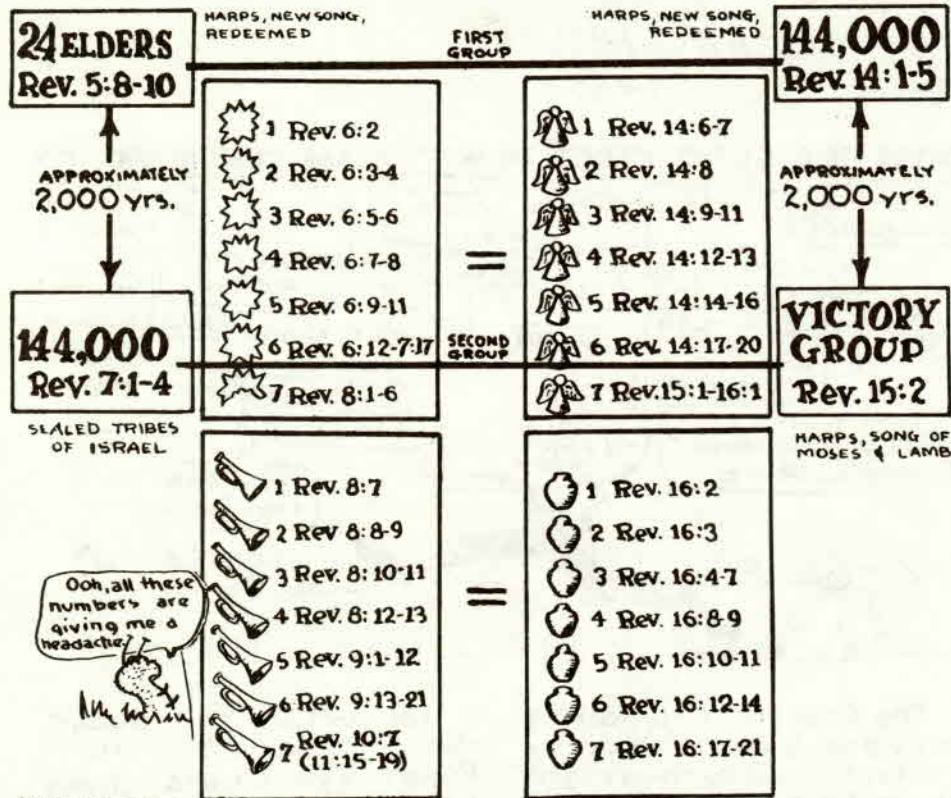 24 ELDERS
Rev. 5:8-10
HARPS, NEW SONG,
REDEEMED
FIRST
GROUP
HARPS, NEW SONG,
REDEEMED
144,000
Rev. 14:1-5
APPROXIMATELY
2,000 yrs.
1 Rev. 6:2
2 Rev. 6:3-4
3 Rev. 6:5-6
4 Rev. 6:7-8
5 Rev. 6:9-11
6 Rev. 6:12-7:17
7 Rev. 8:1-6
=
1 Rev. 14:6-7
2 Rev. 14:8
3 Rev. 14:9-11
4 Rev. 14:12-13
5 Rev. 14:14-16
6 Rev. 14:17-20
7 Rev. 15:1-16:1
APPROXIMATELY
2,000 yrs.
144,000
Rev. 7:1-4
SEALED TRIBES
OF ISRAEL
SECOND
GROUP
VICTORY
GROUP
Rev. 15:2
HARPS, SONG OF
MOSES & LAMB
1 Rev. 8:7
2 Rev 8:8-9
3 Rev. 8:10-11
4 Rev. 8:12-13
5 Rev. 9:1-12
6 Rev. 9:13-21
7 Rev. 10:7
(11:15-19)
=
1 Rev. 16:2
2 Rev. 16:3
3 Rev. 16:4-7
4 Rev. 16:8-9
5 Rev. 16:10-11
6 Rev. 16:12-14
7 Rev. 16:17-21
Ooh, all these
numbers are
giving me a
headache.